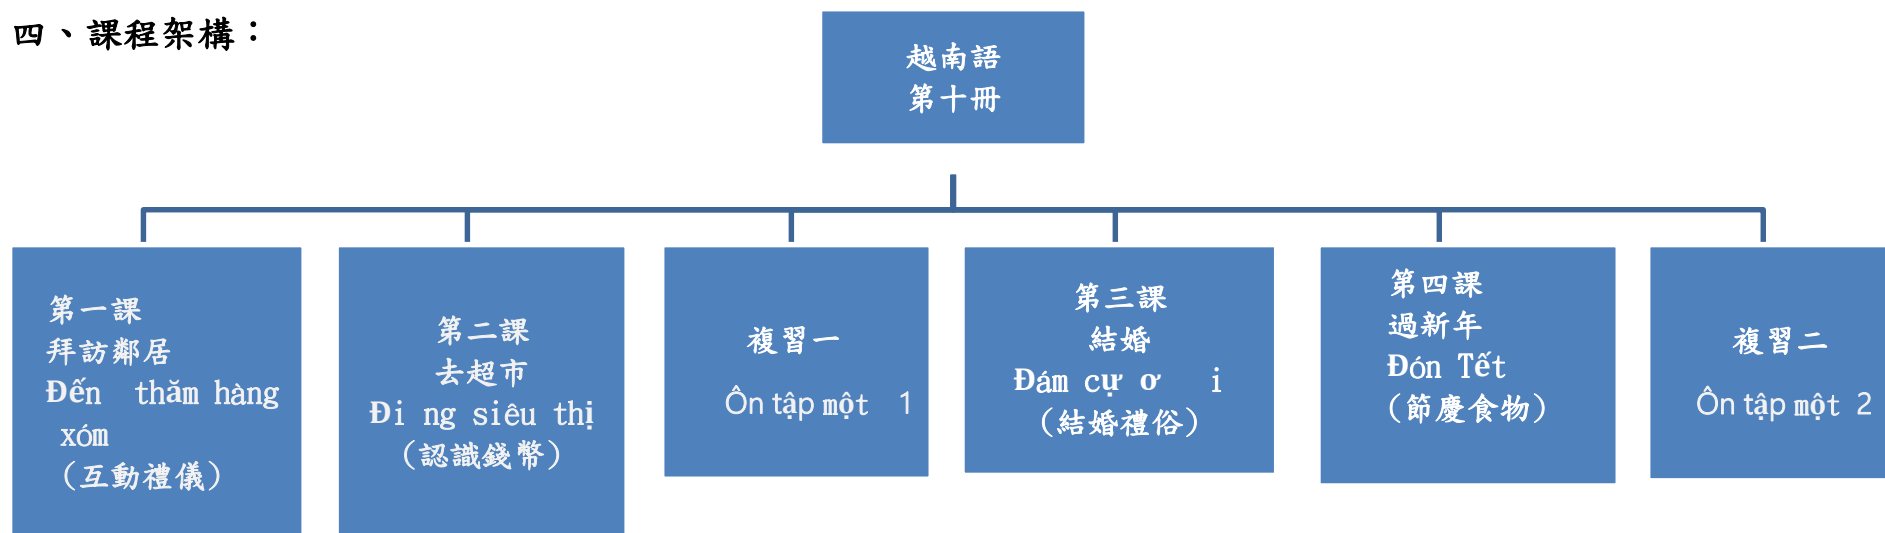 四、課程架構：
越南語
第十冊
第一課
拜訪鄰居
Đến thăm hàng
xóm
（互動禮儀）
第二課
去超市
Đi ng siêu thị
（認識錢幣）
複習一
Ôn tập một 1
第三課
結婚
Đám cự ơ i
（結婚禮俗）
第四課
過新年
Đón Tết
（節慶食物）
複習二
Ôn tập một 2